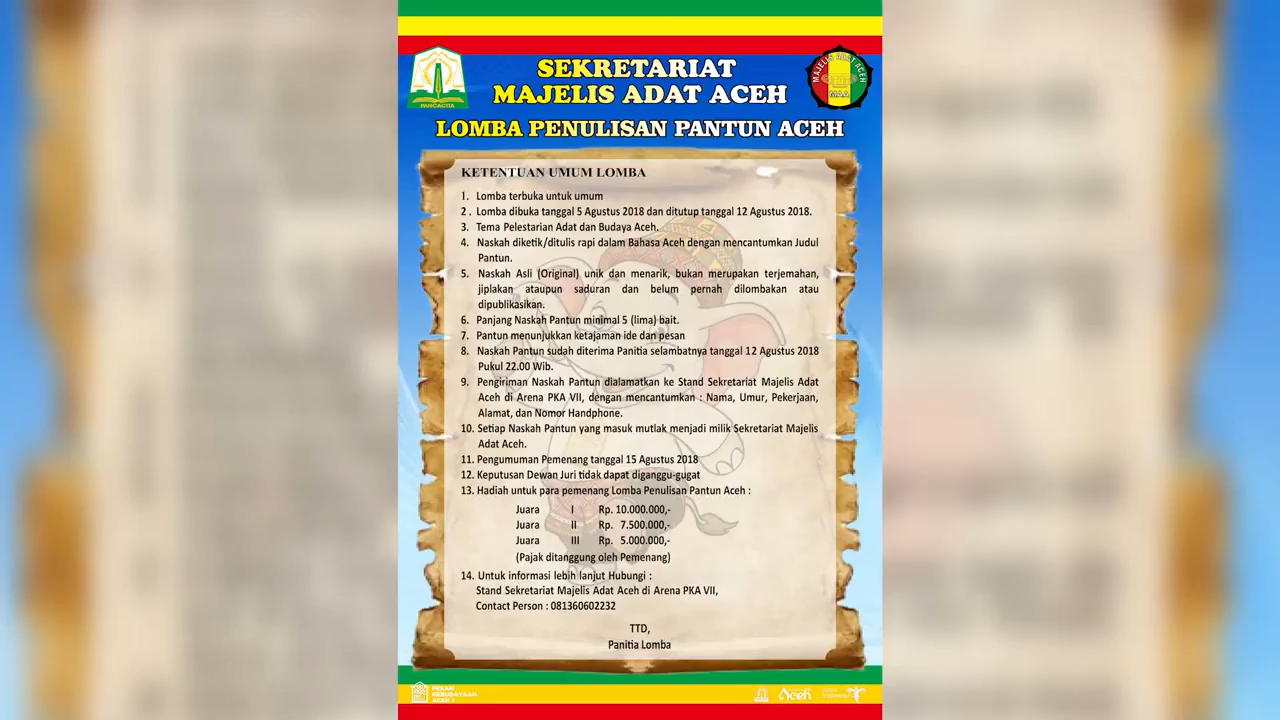 SEKRETARIAT
MAJELIS ADAT ACEH
LOMBA PENULISAN PANTUN ACEH
PANCACITA
MAJELIS ADAT ACEH
MAA
KETENTUAN UMUM LOMBA
1. Lomba terbuka untuk umum
2 . Lomba dibuka tanggal 5 Agustus 2018 dan ditutup tanggal 12 Agustus 2018.
3. Tema Pelestarian Adat dan Budaya Aceh.
4. Naskah diketik/ditulis rapi dalam Bahasa Aceh dengan mencantumkan Judul
Pantun.
5. Naskah Asli (Original) unik dan menarik, bukan merupakan terjemahan,
jiplakan ataupun saduran dan belum pernah dilombakan atau
dipublikasikan.
6. Panjang Naskah Pantun minimal 5 (lima) bait.
7. Pantun menunjukkan ketajaman ide dan pesan
8. Naskah Pantun sudah diterima Panitia selambatnya tanggal 12 Agustus 2018
Pukul 22.00 Wib.
9. Pengiriman Naskah Pantun dialamatkan ke Stand Sekretariat Majelis Adat
Aceh di Arena PKA VII, dengan mencantumkan : Nama, Umur, Pekerjaan,
Alamat, dan Nomor Handphone.
10. Setiap Naskah Pantun yang masuk mutlak menjadi milik Sekretariat Majelis
Adat Aceh.
11. Pengumuman Pemenang tanggal 15 Agustus 2018
12. Keputusan Dewan Juri tidak dapat diganggu-gugat
13. Hadiah untuk para pemenang Lomba Penulisan Pantun Aceh :
Juara I Rp. 10.000.000,-
Juara II Rp. 7.500.000,-
Juara III Rp. 5.000.000,-
(Pajak ditanggung oleh Pemenang)
14. Untuk informasi lebih lanjut Hubungi :
Stand Sekretariat Majelis Adat Aceh di Arena PKA VII,
Contact Person : 081360602232
TTD,
Panitia Lomba
PEKAN
KEBUDAYAAN
ACEH 7
Aceh